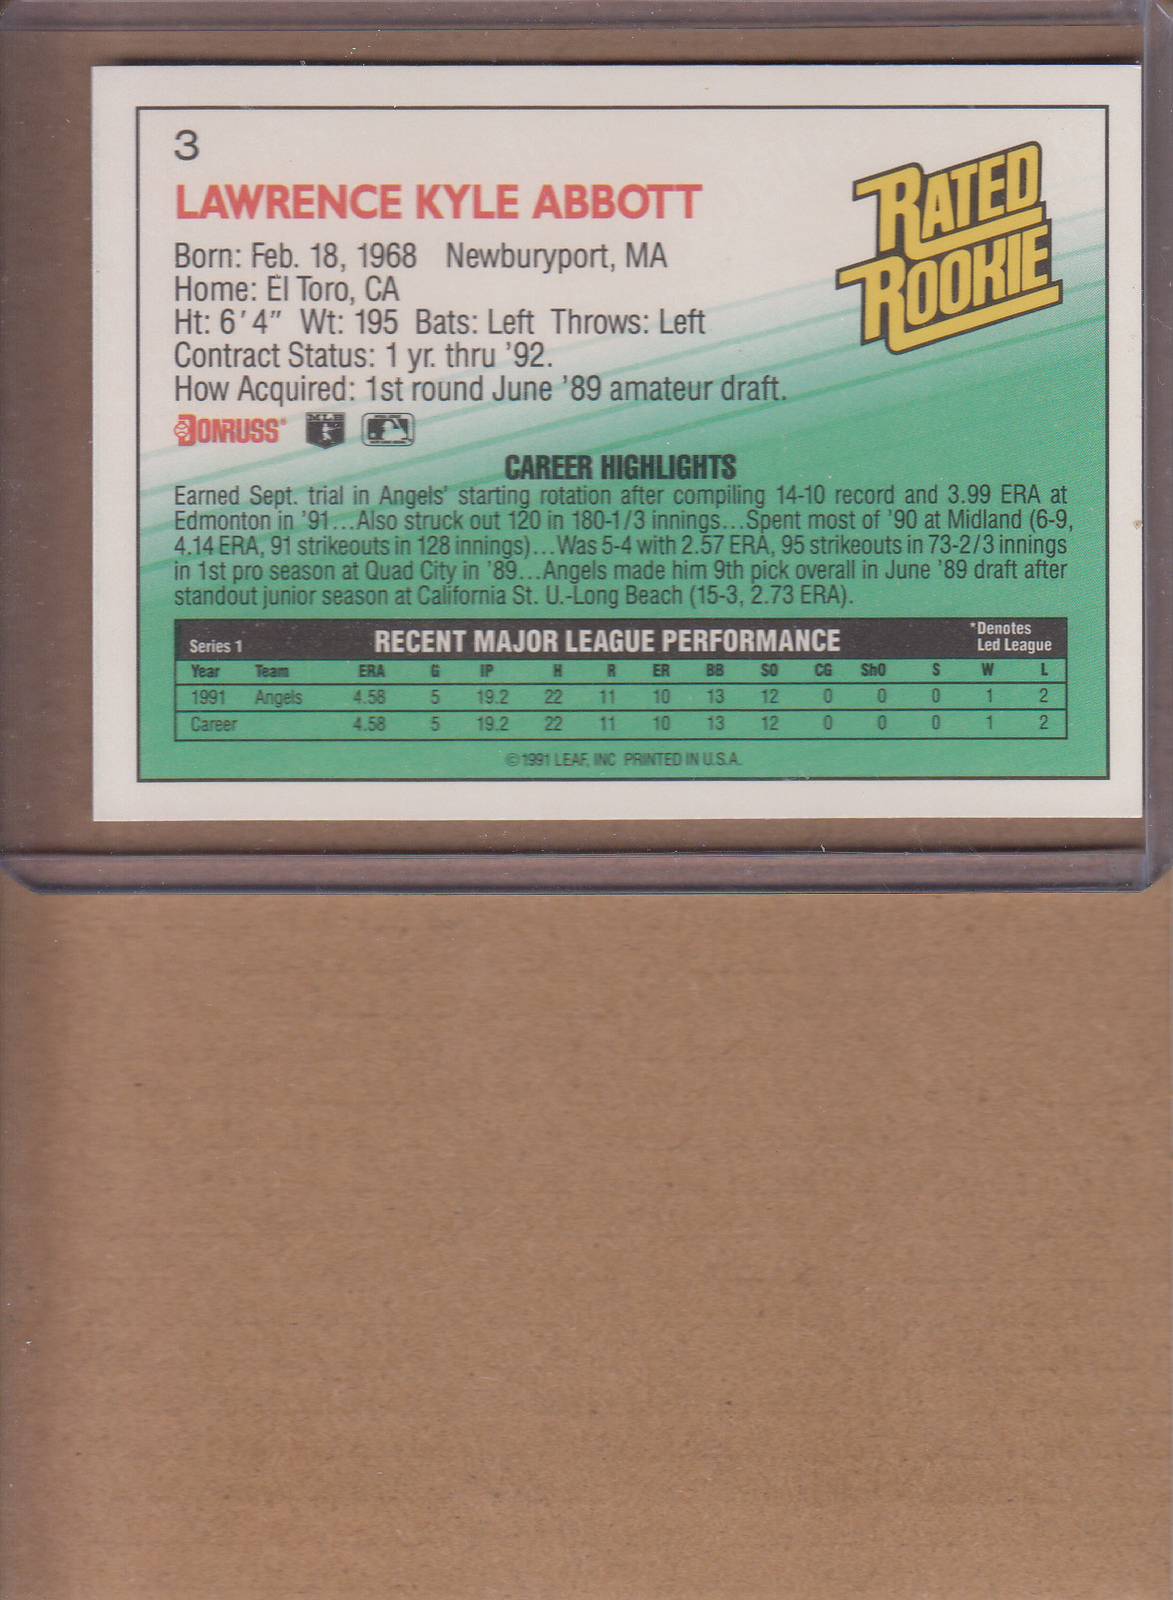 3
LAWRENCE KYLE ABBOTT
RATED
ROOKIE
Born: Feb. 18, 1968 Newburyport, MA
Home: El Toro, CA
Ht: 6'4" Wt: 195 Bats: Left Throws: Left
Contract Status: 1 yr. thru '92.
How Acquired: 1st round June '89 amateur draft.
DONRUSS® MLB
CAREER HIGHLIGHTS
Earned Sept. trial in Angels' starting rotation after compiling 14-10 record and 3.99 ERA at
Edmonton in '91...Also struck out 120 in 180-1/3 innings...Spent most of '90 at Midland (6-9,
4.14 ERA, 91 strikeouts in 128 innings)...Was 5-4 with 2.57 ERA, 95 strikeouts in 73-2/3 innings
in 1st pro season at Quad City in '89...Angels made him 9th pick overall in June '89 draft after
standout junior season at California St. U.-Long Beach (15-3, 2.73 ERA).
Series 1 RECENT MAJOR LEAGUE PERFORMANCE *Denotes
Led League
Year Team ERA G IP H R ER BB SO CG ShO S W L
1991 Angels 4.58 5 19.2 22 11 10 13 12 0 0 0 1 2
Career 4.58 5 19.2 22 11 10 13 12 0 0 0 1 2
©1991 LEAF, INC PRINTED IN U.S.A.